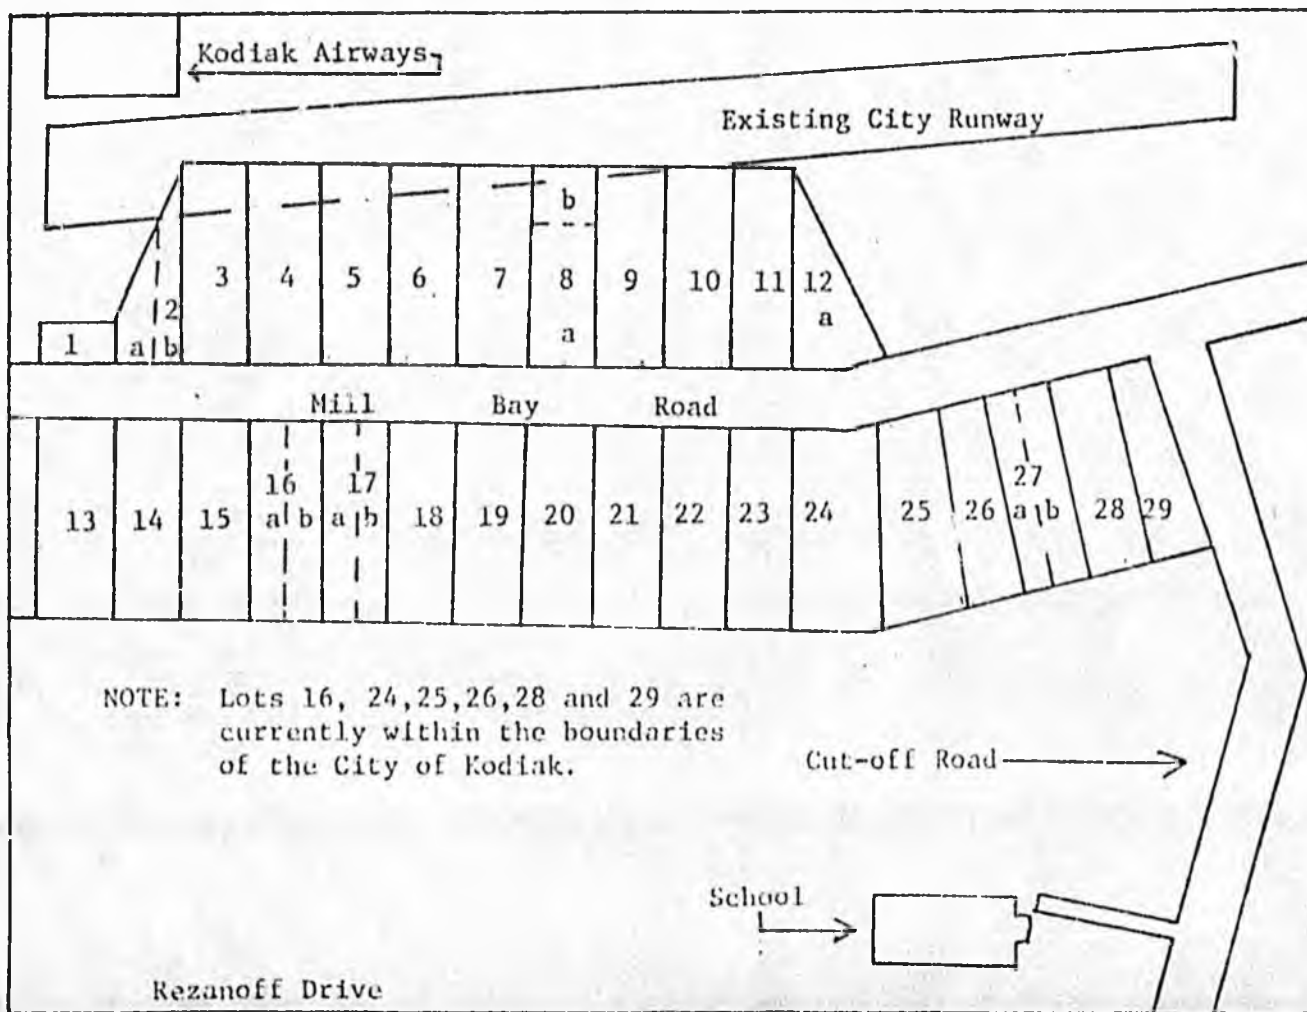 Kodiak Airways
Existing City Runway
b
3 4 5 6 7 8 9 10 11 12
a
2
1 a b a
Mill Bay Road
16 17 27
13 14 15 a b a b 18 19 20 21 22 23 24 25 26 a b 28 29
NOTE: Lots 16, 24,25,26,28 and 29 are
currently within the boundaries
of the City of Kodiak.
Cut-off Road
School
Rezanoff Drive